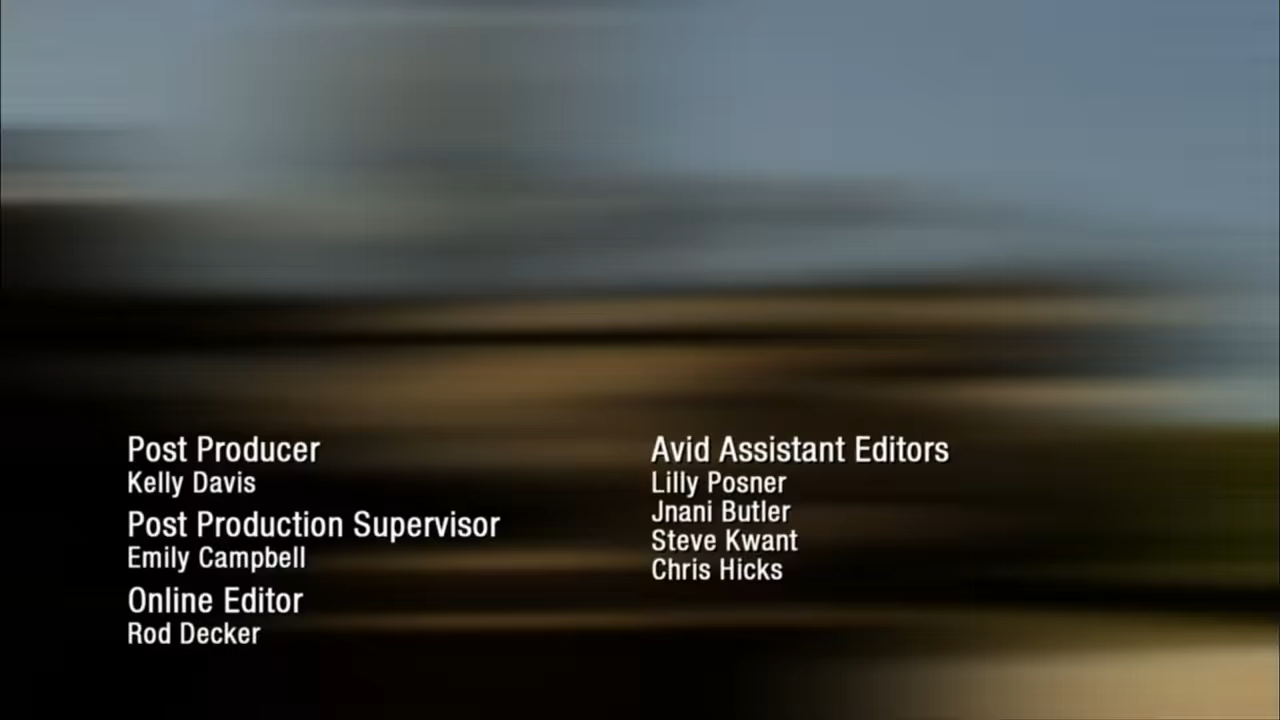 Post Producer
Kelly Davis
Post Production Supervisor
Emily Campbell
Online Editor
Rod Decker
Avid Assistant Editors
Lilly Posner
Jnani Butler
Steve Kwant
Chris Hicks